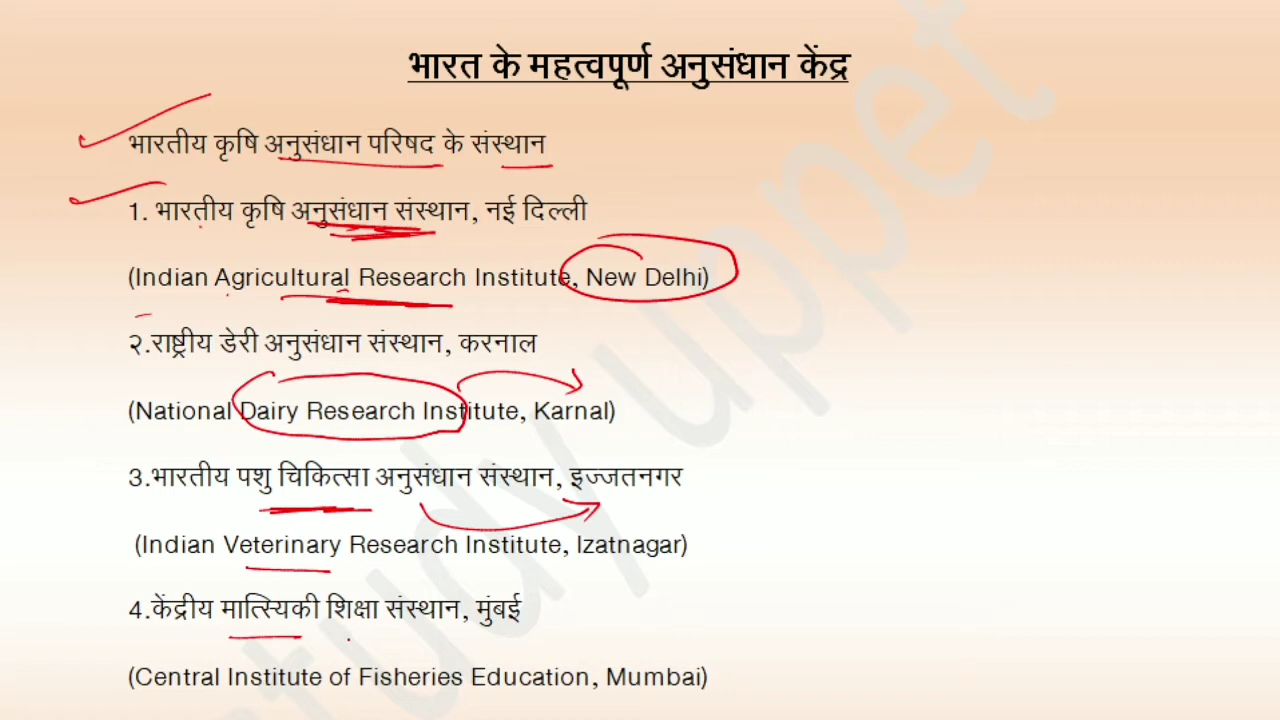 भारत के महत्वपूर्ण अनुसंधान केंद्र
भारतीय कृषि अनुसंधान परिषद के संस्थान
1. भारतीय कृषि अनुसंधान संस्थान, नई दिल्ली
(Indian Agricultural Research Institute, New Delhi)
२.राष्ट्रीय डेरी अनुसंधान संस्थान, करनाल
(National Dairy Research Institute, Karnal)
3.भारतीय पशु चिकित्सा अनुसंधान संस्थान, इज्जतनगर
(Indian Veterinary Research Institute, Izatnagar)
4.केंद्रीय मात्स्यिकी शिक्षा संस्थान, मुंबई
(Central Institute of Fisheries Education, Mumbai)
study uppet